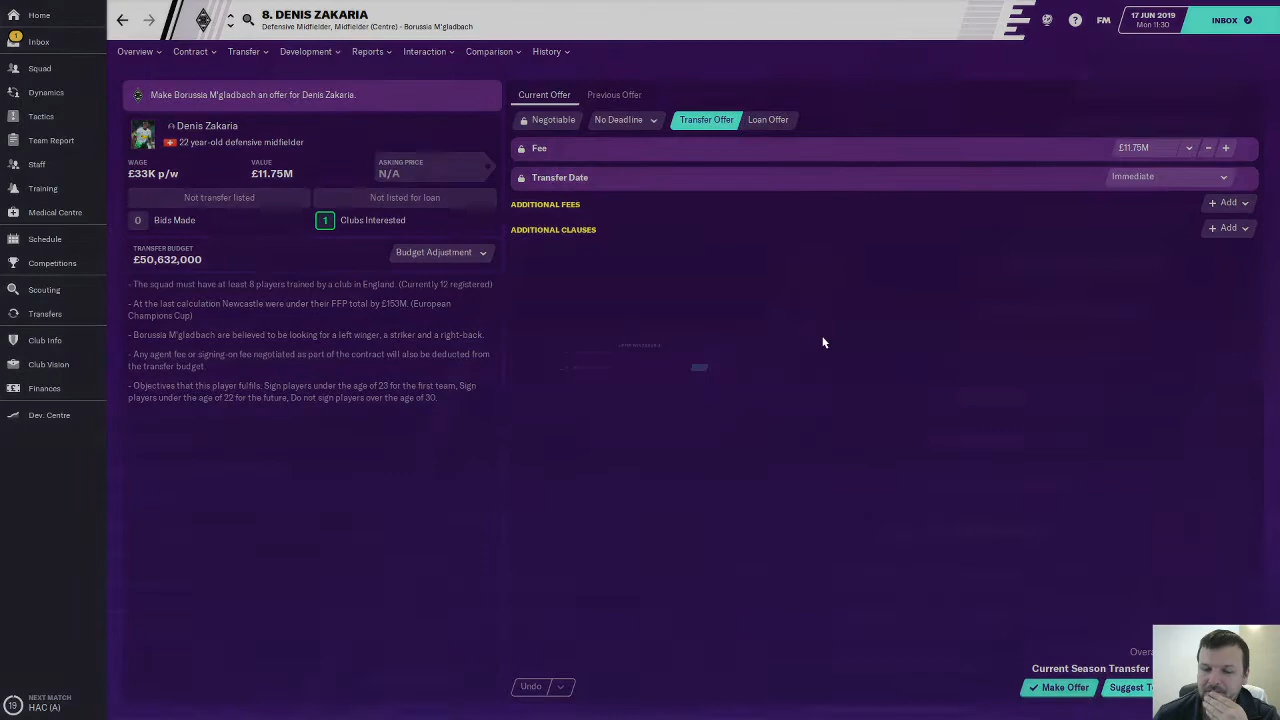 8. DENIS ZAKARIA
Defensive Midfielder, Midfielder (Centre) - Borussia M'gladbach
FM
17 JUN 2019
Mon 11:30
INBOX
Home
1
Inbox
Squad
Dynamics
Tactics
Team Report
Staff
Training
Medical Centre
Schedule
Competitions
Scouting
Transfers
Club Info
Club Vision
Finances
Dev. Centre
19
NEXT MATCH
HAC (A)
Overview
Contract
Transfer
Development
Reports
Interaction
Comparison
History
Make Borussia M'gladbach an offer for Denis Zakaria.
Denis Zakaria
22 year-old defensive midfielder
WAGE
£33K p/w
VALUE
£11.75M
ASKING PRICE
N/A
Not transfer listed
Not listed for loan
0 Bids Made
1 Clubs Interested
TRANSFER BUDGET
£50,632,000
Budget Adjustment
- The squad must have at least 8 players trained by a club in England. (Currently 12 registered)
- At the last calculation Newcastle were under their FFP total by £153M. (European
Champions Cup)
- Borussia M'gladbach are believed to be looking for a left winger, a striker and a right-back.
- Any agent fee or signing-on fee negotiated as part of the contract will also be deducted from
the transfer budget.
- Objectives that this player fulfils: Sign players under the age of 23 for the first team, Sign
players under the age of 22 for the future, Do not sign players over the age of 30.
Current Offer
Previous Offer
Negotiable
No Deadline
Transfer Offer
Loan Offer
Fee
£11.75M
Transfer Date
Immediate
ADDITIONAL FEES
+ Add
ADDITIONAL CLAUSES
+ Add
Undo
Current Season Transfer
Make Offer
Suggest